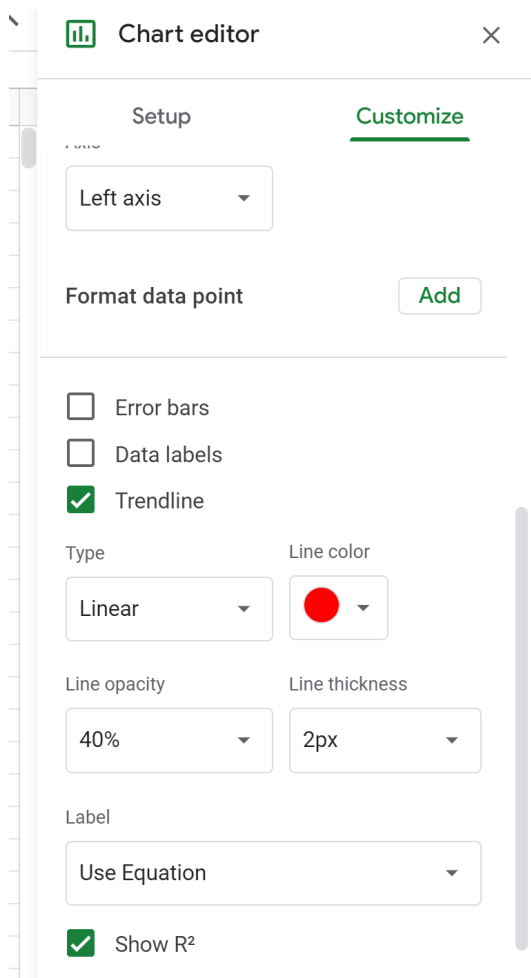 Chart editor
Setup
Customize
Left axis
Format data point
Add
Error bars
Data labels
Trendline
Type
Line color
Linear
Line opacity
Line thickness
40%
2px
Label
Use Equation
Show R²